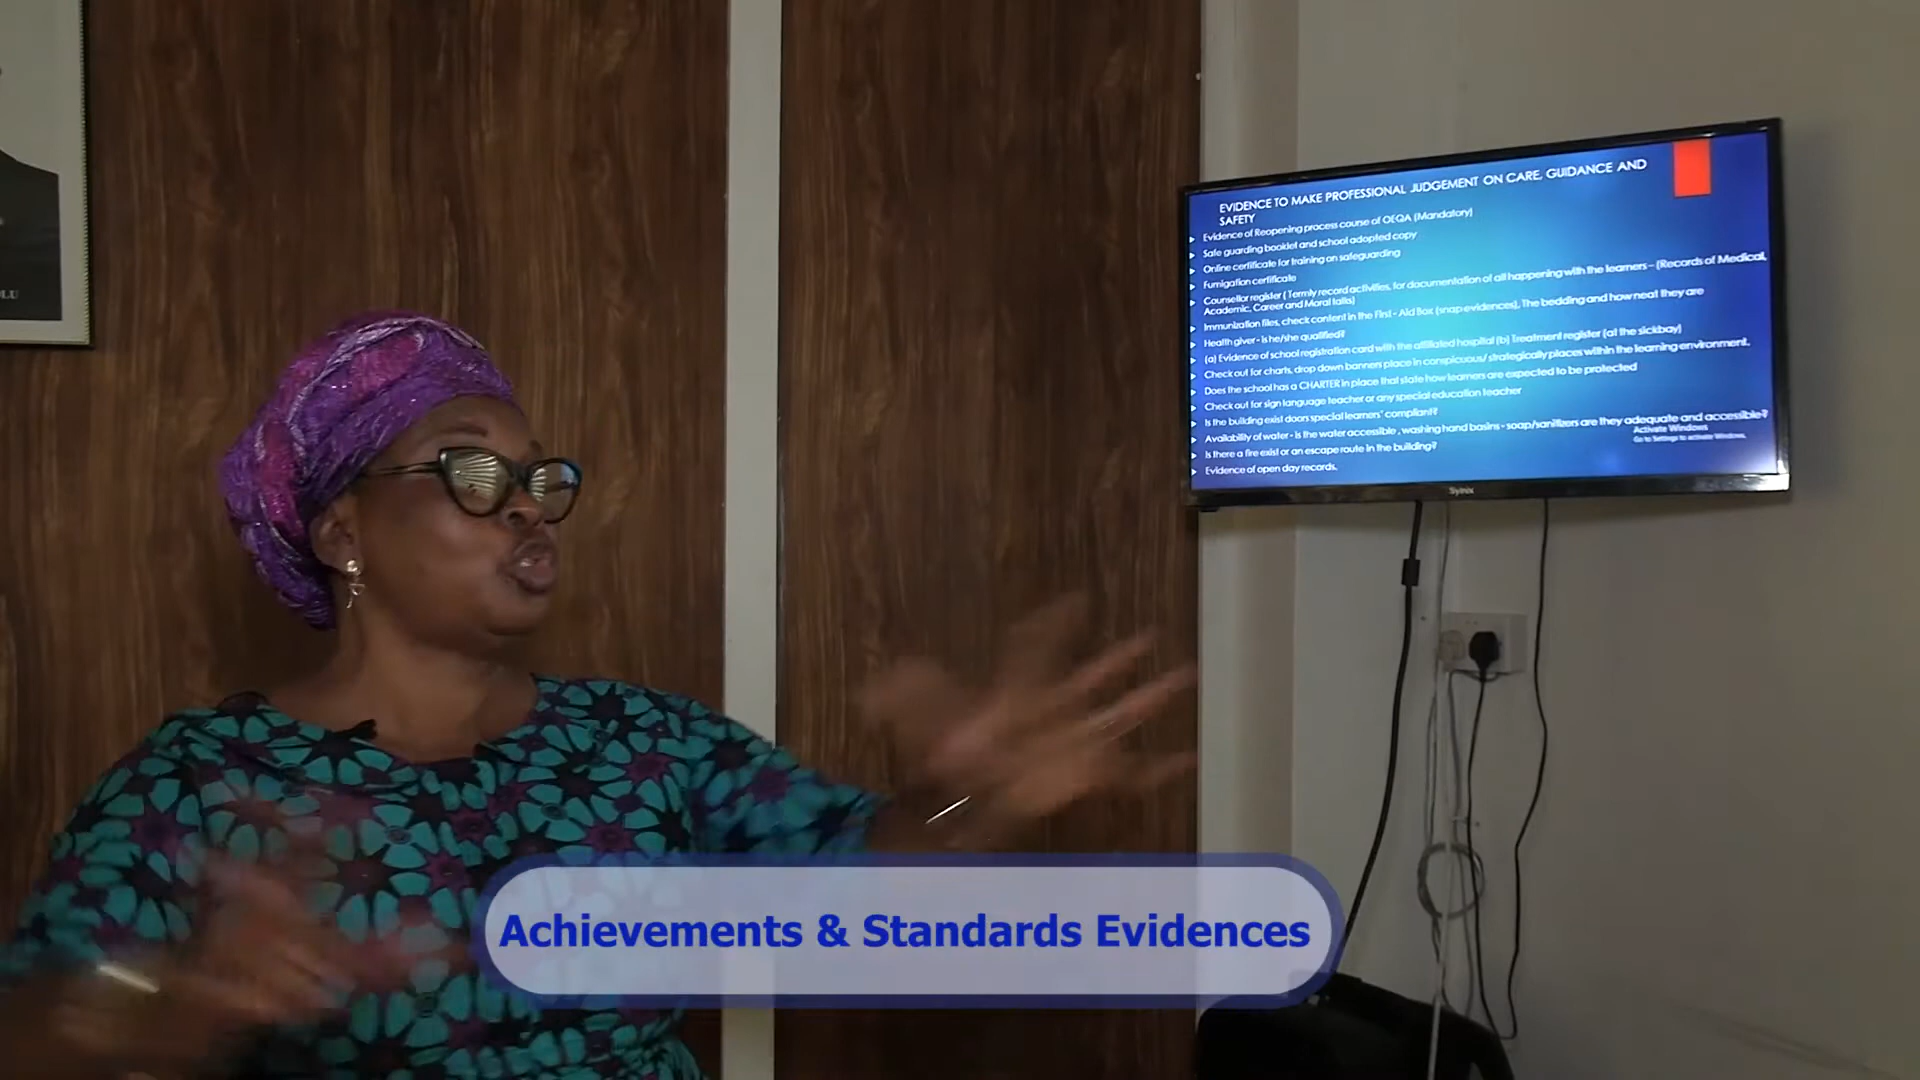 EVIDENCE TO MAKE PROFESSIONAL JUDGEMENT ON CARE, GUIDANCE AND
SAFETY
Evidence of Reopening process course of OEQA (Mandatory)
Safe guarding booklet and school adopted copy
Online certificate for training on safeguarding
Fumigation certificate
Counsellor register ( Termly record activities, for documentation of all happening with the learners - (Records of Medical,
Academic, Career and Moral talks)
Immunization files, check content in the First - Aid Box (snap evidences), The bedding and how neat they are
Health giver - is he/she qualified?
(a) Evidence of school registration card with the affiliated hospital (b) Treatment register (at the sickbay)
Check out for charts, drop down banners place in conspicuous/ strategically places within the learning environment.
Does the school has a CHARTER in place that state how learners are expected to be protected
Check out for sign language teacher or any special education teacher
Is the building exist doors special learners' compliant?
Availability of water - is the water accessible , washing hand basins - soap/sanitizers are they adequate and accessible?
Is there a fire exist or an escape route in the building?
Evidence of open day records.
Activate Windows
Go to Settings to activate Windows.
Syinix
Achievements & Standards Evidences